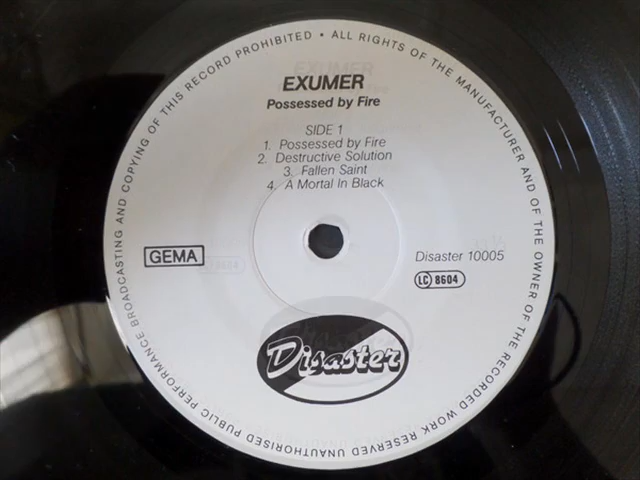 EXUMER
Possessed by Fire
SIDE 1
1. Possessed by Fire
2. Destructive Solution
3. Fallen Saint
4. A Mortal In Black
GEMA
Disaster 10005
LC 8604
Disaster
ALL RIGHTS OF THE MANUFACTURER AND OF THE OWNER OF THE RECORDED WORK RESERVED UNAUTHORISED PUBLIC PERFORMANCE BROADCASTING AND COPYING OF THIS RECORD PROHIBITED •